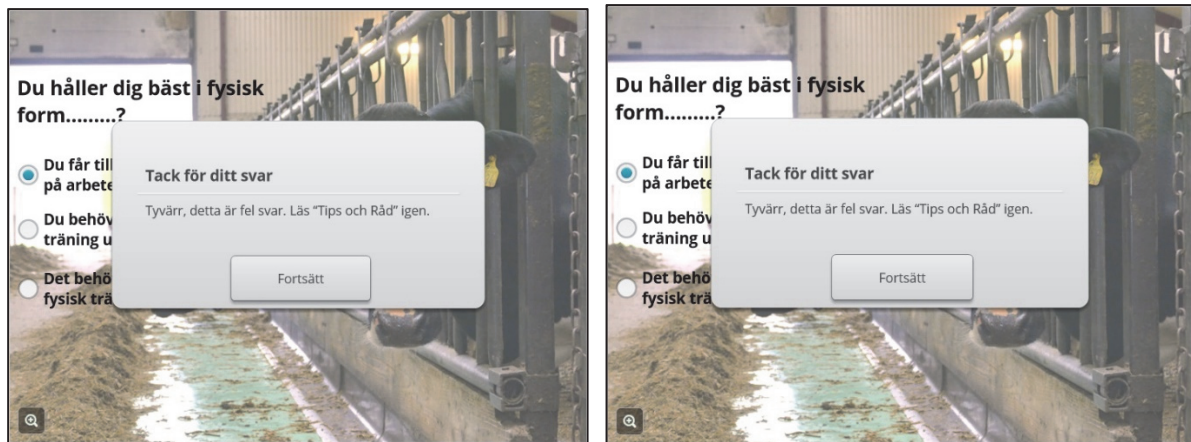 Du håller dig bäst i fysisk
form.........?
Du får till
på arbete
Du behöv
träning u
Det behö
fysisk trä
Tack för ditt svar
Tyvärr, detta är fel svar. Läs “Tips och Råd” igen.
Fortsätt
Du håller dig bäst i fysisk
form.........?
Du får till
på arbete
Du behöv
träning u
Det behö
fysisk trä
Tack för ditt svar
Tyvärr, detta är fel svar. Läs “Tips och Råd” igen.
Fortsätt